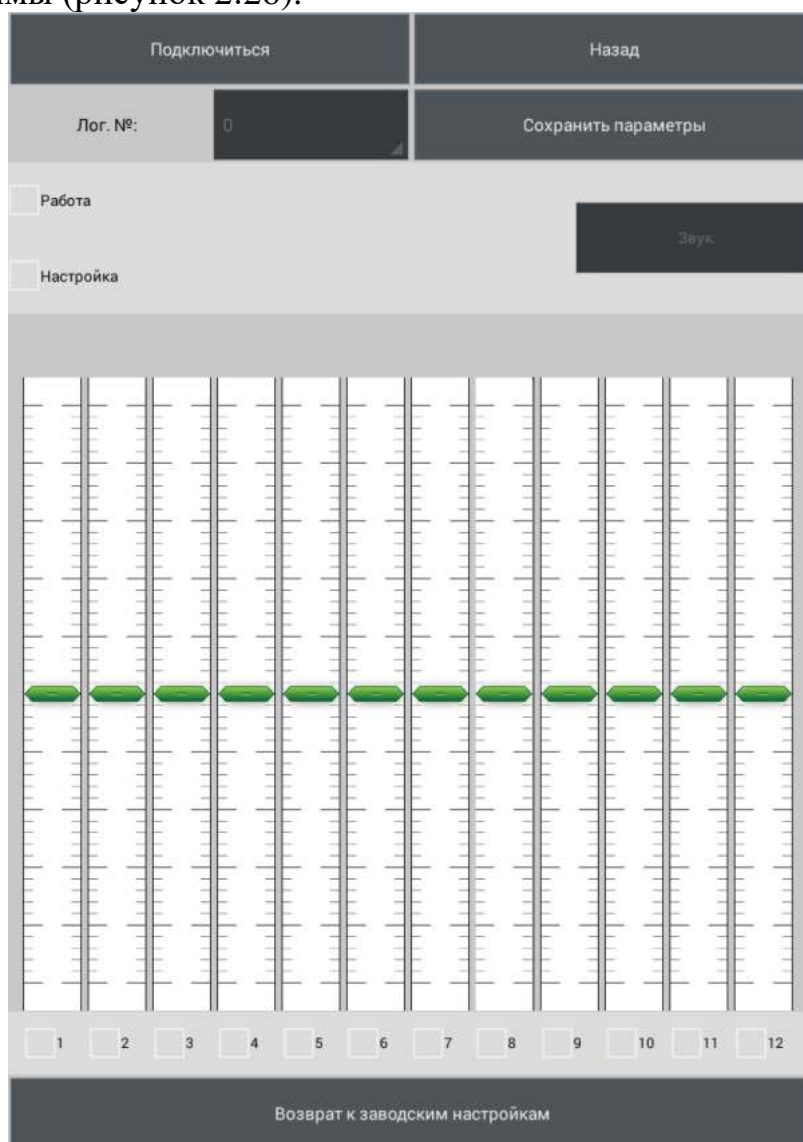 мы (рисунок 2.26).
Подключиться Назад
Лог. №: 0 Сохранить параметры
Работа
Звук
Настройка
1 2 3 4 5 6 7 8 9 10 11 12
Возврат к заводским настройкам